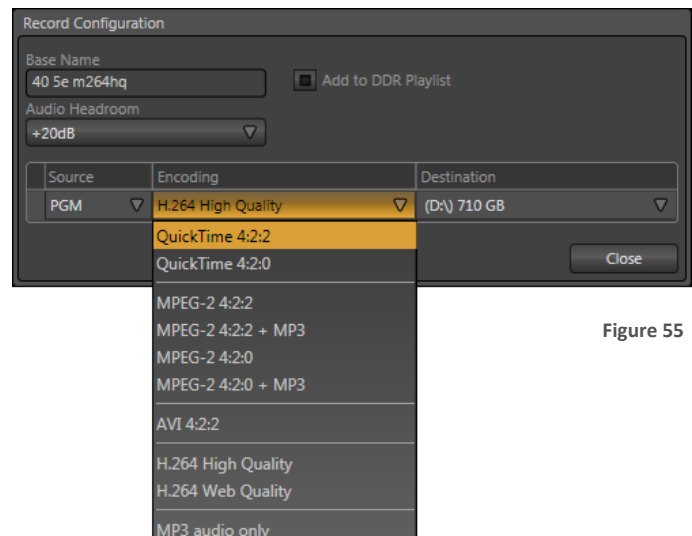 Record Configuration
Base Name
40 5e m264hq
Add to DDR Playlist
Audio Headroom
+20dB
Source Encoding Destination
PGM H.264 High Quality (D:\) 710 GB
QuickTime 4:2:2
QuickTime 4:2:0
Close
MPEG-2 4:2:2
MPEG-2 4:2:2 + MP3
Figure 55
MPEG-2 4:2:0
MPEG-2 4:2:0 + MP3
AVI 4:2:2
H.264 High Quality
H.264 Web Quality
MP3 audio only